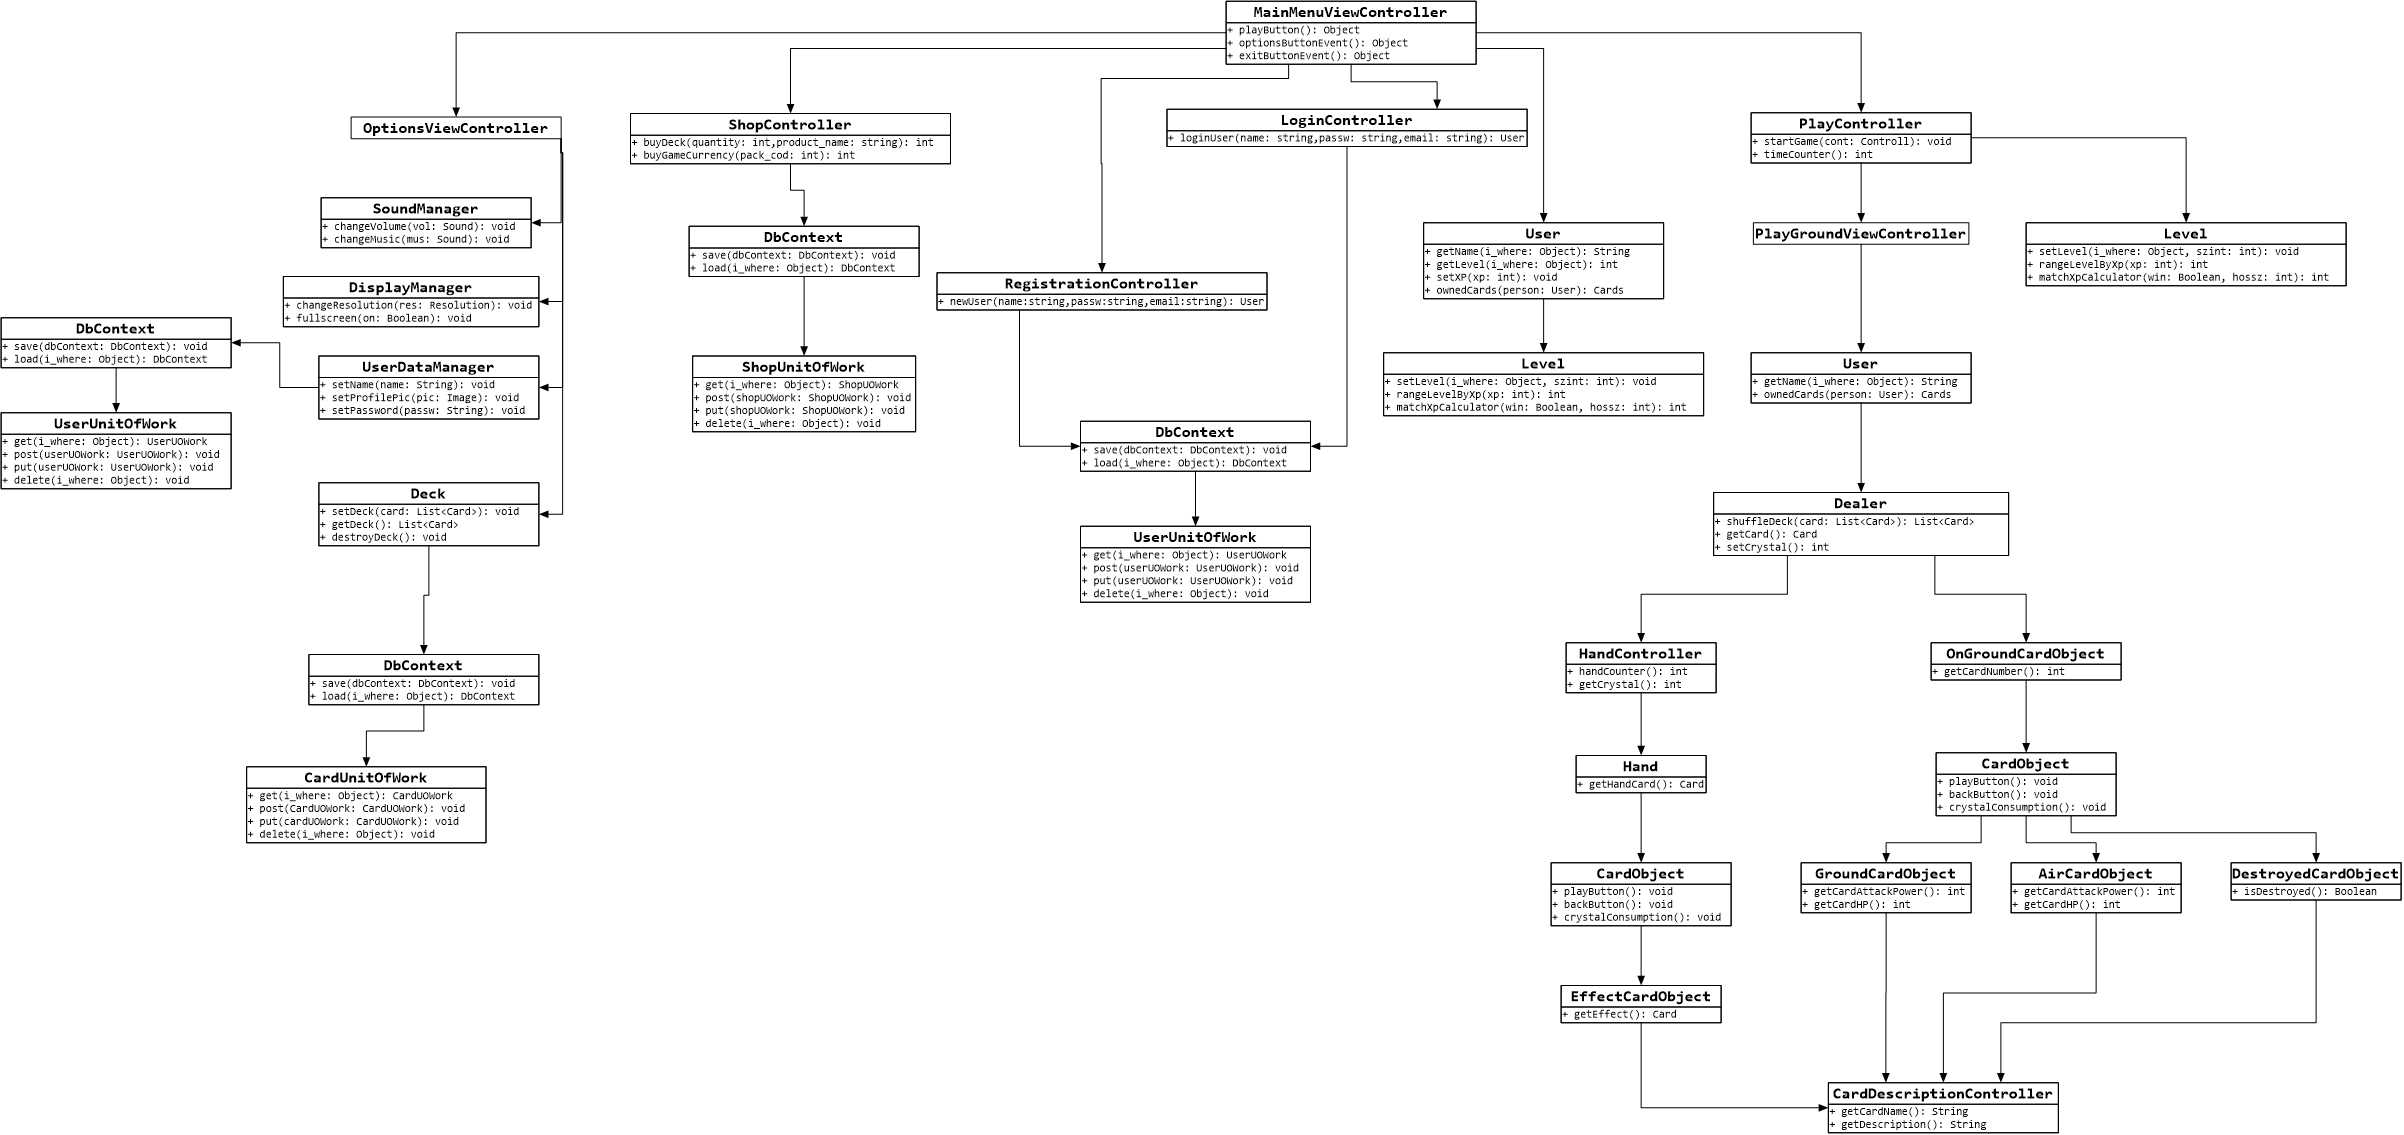 MainMenuViewController
+ playButton(): Object
+ optionsButtonEvent(): Object
+ exitButtonEvent(): Object
OptionsViewController
ShopController
+ buyDeck(quantity: int,product_name: string): int
+ buyGameCurrency(pack_cod: int): int
LoginController
+ loginUser(name: string,passw: string,email: string): User
PlayController
+ startGame(cont: Controll): void
+ timeCounter(): int
SoundManager
+ changeVolume(vol: Sound): void
+ changeMusic(mus: Sound): void
DbContext
+ save(dbContext: DbContext): void
+ load(i_where: Object): DbContext
RegistrationController
+ newUser(name:string,passw:string,email:string): User
User
+ getName(i_where: Object): String
+ getLevel(i_where: Object): int
+ setXP(xp: int): void
+ ownedCards(person: User): Cards
PlayGroundViewController
Level
+ setLevel(i_where: Object, szint: int): void
+ rangeLevelByXp(xp: int): int
+ matchXpCalculator(win: Boolean, hossz: int): int
DisplayManager
+ changeResolution(res: Resolution): void
+ fullscreen(on: Boolean): void
DbContext
+ save(dbContext: DbContext): void
+ load(i_where: Object): DbContext
UserDataManager
+ setName(name: String): void
+ setProfilePic(pic: Image): void
+ setPassword(passw: String): void
ShopUnitOfWork
+ get(i_where: Object): ShopUOWork
+ post(shopUOWork: ShopUOWork): void
+ put(shopUOWork: ShopUOWork): void
+ delete(i_where: Object): void
Level
+ setLevel(i_where: Object, szint: int): void
+ rangeLevelByXp(xp: int): int
+ matchXpCalculator(win: Boolean, hossz: int): int
User
+ getName(i_where: Object): String
+ ownedCards(person: User): Cards
UserUnitOfWork
+ get(i_where: Object): UserUOWork
+ post(userUOWork: UserUOWork): void
+ put(userUOWork: UserUOWork): void
+ delete(i_where: Object): void
DbContext
+ save(dbContext: DbContext): void
+ load(i_where: Object): DbContext
Deck
+ setDeck(card: List<Card>): void
+ getDeck(): List<Card>
+ destroyDeck(): void
UserUnitOfWork
+ get(i_where: Object): UserUOWork
+ post(userUOWork: UserUOWork): void
+ put(userUOWork: UserUOWork): void
+ delete(i_where: Object): void
Dealer
+ shuffleDeck(card: List<Card>): List<Card>
+ getCard(): Card
+ setCrystal(): int
DbContext
+ save(dbContext: DbContext): void
+ load(i_where: Object): DbContext
HandController
+ handCounter(): int
+ getCrystal(): int
OnGroundCardObject
+ getCardNumber(): int
CardUnitOfWork
+ get(i_where: Object): CardUOWork
+ post(CardUOWork: CardUOWork): void
+ put(cardUOWork: CardUOWork): void
+ delete(i_where: Object): void
Hand
+ getHandCard(): Card
CardObject
+ playButton(): void
+ backButton(): void
+ crystalConsumption(): void
CardObject
+ playButton(): void
+ backButton(): void
+ crystalConsumption(): void
GroundCardObject
+ getCardAttackPower(): int
+ getCardHP(): int
AirCardObject
+ getCardAttackPower(): int
+ getCardHP(): int
DestroyedCardObject
+ isDestroyed(): Boolean
EffectCardObject
+ getEffect(): Card
CardDescriptionController
+ getCardName(): String
+ getDescription(): String